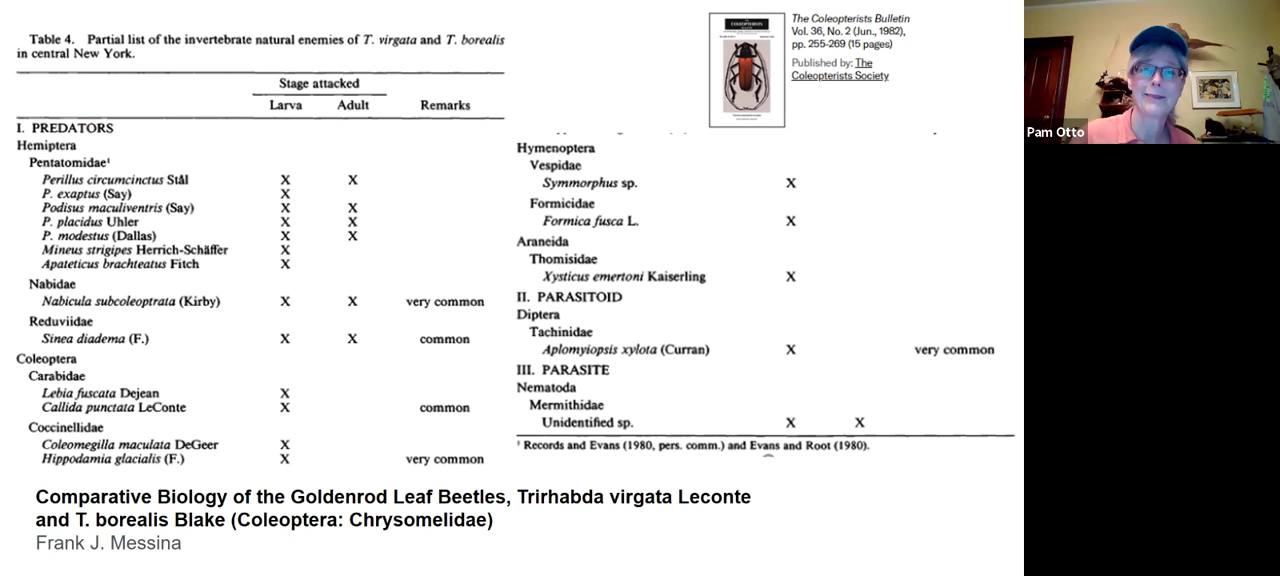 Table 4. Partial list of the invertebrate natural enemies of T. virgata and T. borealis
in central New York.
Stage attacked
Larva Adult Remarks
I. PREDATORS
Hemiptera
Pentatomidae¹
Perillus circumcinctus Stål X X
P. exaptus (Say) X
Podisus maculiventris (Say) X X
P. placidus Uhler X X
P. modestus (Dallas) X X
Mineus strigipes Herrich-Schäffer X
Apateticus brachteatus Fitch X
Nabidae
Nabicula subcoleoptrata (Kirby) X X very common
Reduviidae
Sinea diadema (F.) X X common
Coleoptera
Carabidae
Lebia fuscata Dejean X
Callida punctata LeConte X common
Coccinellidae
Coleomegilla maculata DeGeer X
Hippodamia glacialis (F.) X very common
Hymenoptera
Vespidae
Symmorphus sp. X
Formicidae
Formica fusca L. X
Araneida
Thomisidae
Xysticus emertoni Kaiserling X
II. PARASITOID
Diptera
Tachinidae
Aplomyiopsis xylota (Curran) X very common
III. PARASITE
Nematoda
Mermithidae
Unidentified sp. X X
¹ Records and Evans (1980, pers. comm.) and Evans and Root (1980).
COLEOPTERISTS
The Coleopterists Bulletin
Vol. 36, No. 2 (Jun., 1982),
pp. 255-269 (15 pages)
Published by: The
Coleopterists Society
Comparative Biology of the Goldenrod Leaf Beetles, Trirhabda virgata Leconte
and T. borealis Blake (Coleoptera: Chrysomelidae)
Frank J. Messina
Pam Otto